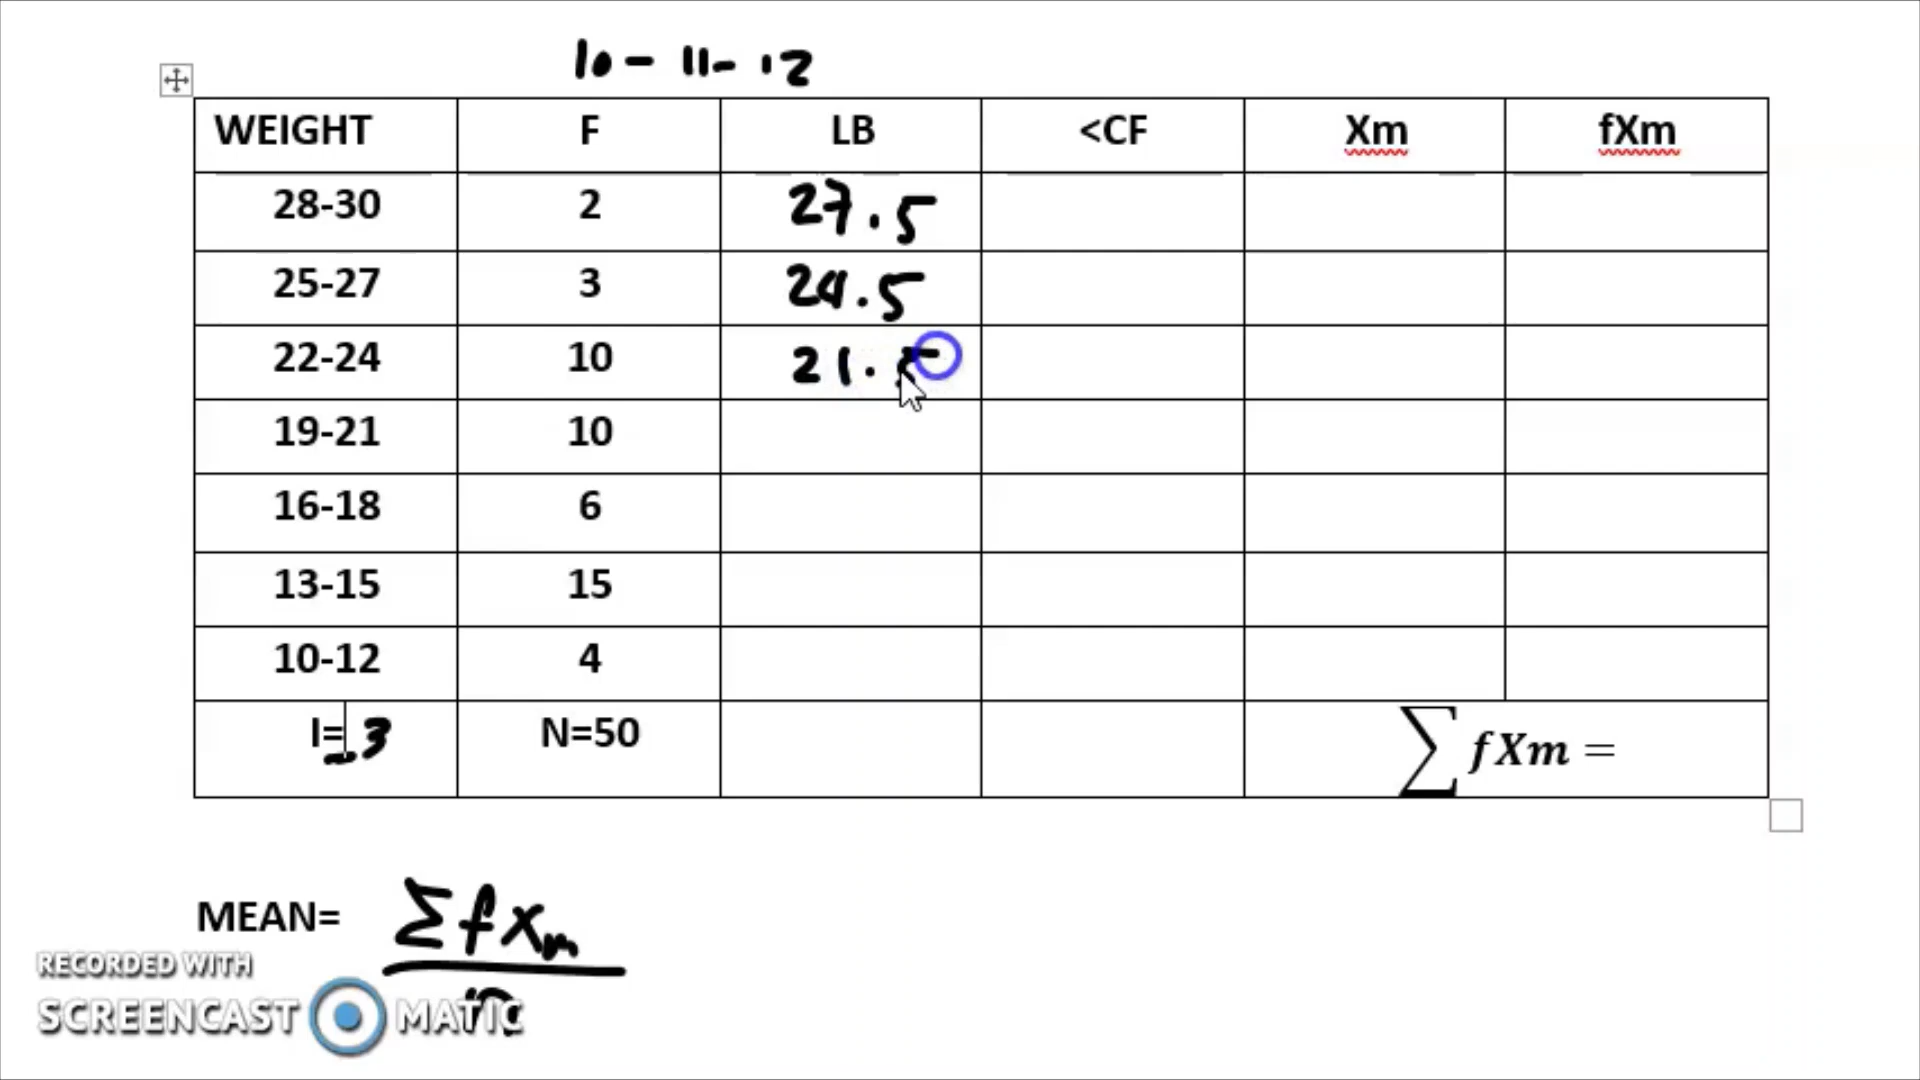 10 - 11 - 12
WEIGHT F LB <CF Xm fXm
28-30 2 27.5
25-27 3 24.5
22-24 10 21.5
19-21 10
16-18 6
13-15 15
10-12 4
I= 3 N=50 ∑ fXm =
MEAN= Σ f Xm
RECORDED WITH
SCREENCAST MATIC